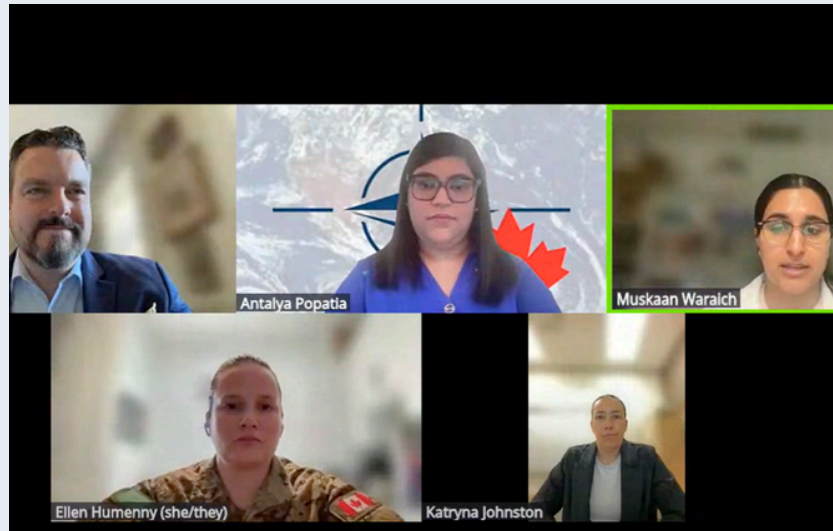 Antalya Popatia
Muskaan Waraich
Ellen Humenny (she/they)
Katryna Johnston